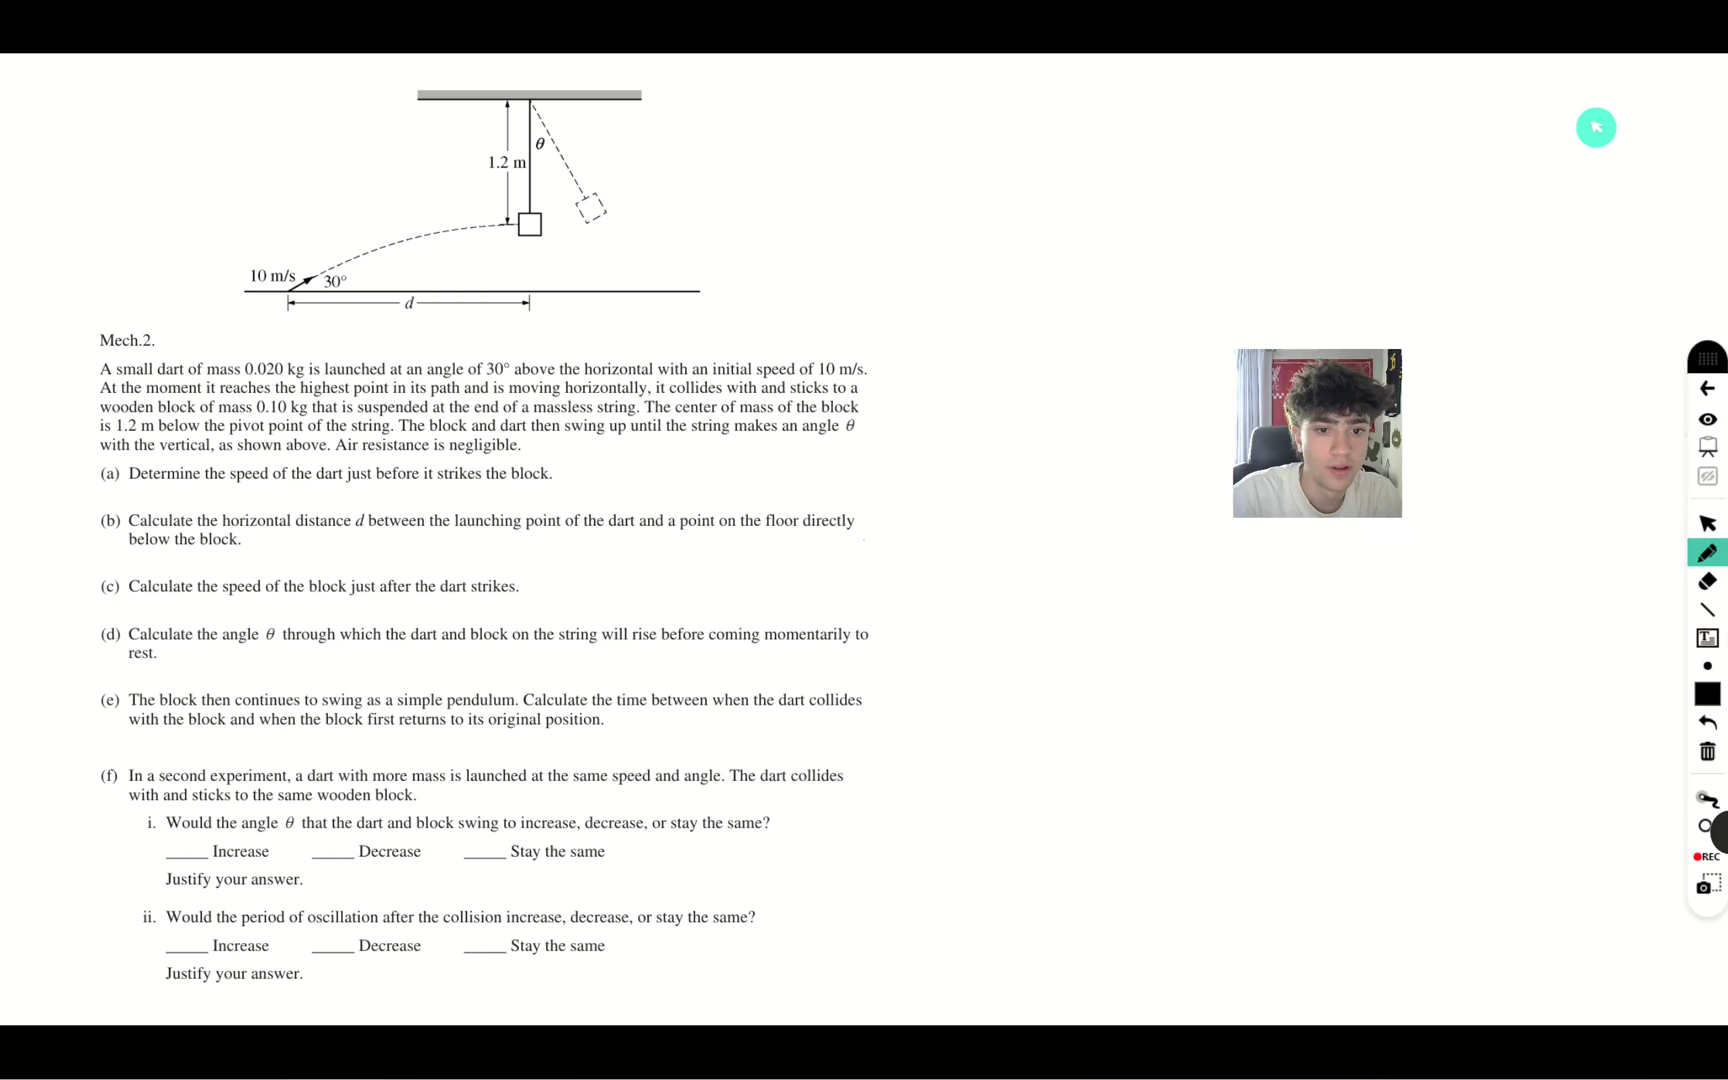 1.2 m
θ
10 m/s
30°
d
Mech.2.
A small dart of mass 0.020 kg is launched at an angle of 30° above the horizontal with an initial speed of 10 m/s.
At the moment it reaches the highest point in its path and is moving horizontally, it collides with and sticks to a
wooden block of mass 0.10 kg that is suspended at the end of a massless string. The center of mass of the block
is 1.2 m below the pivot point of the string. The block and dart then swing up until the string makes an angle θ
with the vertical, as shown above. Air resistance is negligible.
(a) Determine the speed of the dart just before it strikes the block.
(b) Calculate the horizontal distance d between the launching point of the dart and a point on the floor directly
below the block.
(c) Calculate the speed of the block just after the dart strikes.
(d) Calculate the angle θ through which the dart and block on the string will rise before coming momentarily to
rest.
(e) The block then continues to swing as a simple pendulum. Calculate the time between when the dart collides
with the block and when the block first returns to its original position.
(f) In a second experiment, a dart with more mass is launched at the same speed and angle. The dart collides
with and sticks to the same wooden block.
i. Would the angle θ that the dart and block swing to increase, decrease, or stay the same?
_____ Increase _____ Decrease _____ Stay the same
Justify your answer.
ii. Would the period of oscillation after the collision increase, decrease, or stay the same?
_____ Increase _____ Decrease _____ Stay the same
Justify your answer.
T
REC